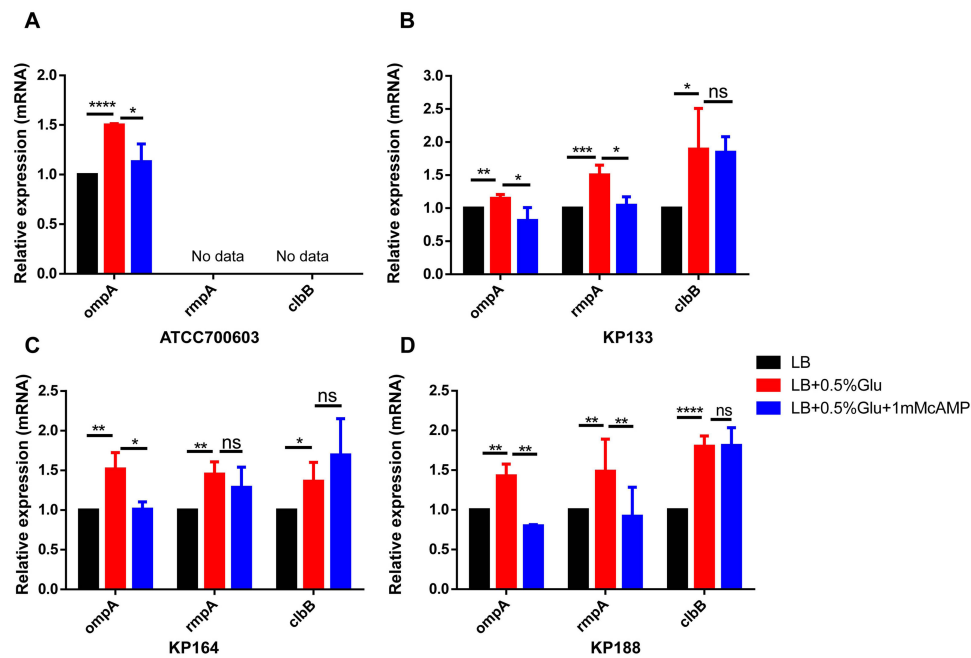 A
Relative expression (mRNA)
2.0
1.5
1.0
0.5
0.0
****
*
No data
No data
ompA
rmpA
clbB
ATCC700603
B
Relative expression (mRNA)
3.0
2.5
2.0
1.5
1.0
0.5
0.0
**
*
***
*
*
ns
ompA
rmpA
clbB
KP133
C
Relative expression (mRNA)
2.5
2.0
1.5
1.0
0.5
0.0
**
*
**
ns
*
ns
ompA
rmpA
clbB
KP164
D
Relative expression (mRNA)
2.5
2.0
1.5
1.0
0.5
0.0
**
**
**
**
****
ns
ompA
rmpA
clbB
KP188
LB
LB+0.5%Glu
LB+0.5%Glu+1mMcAMP